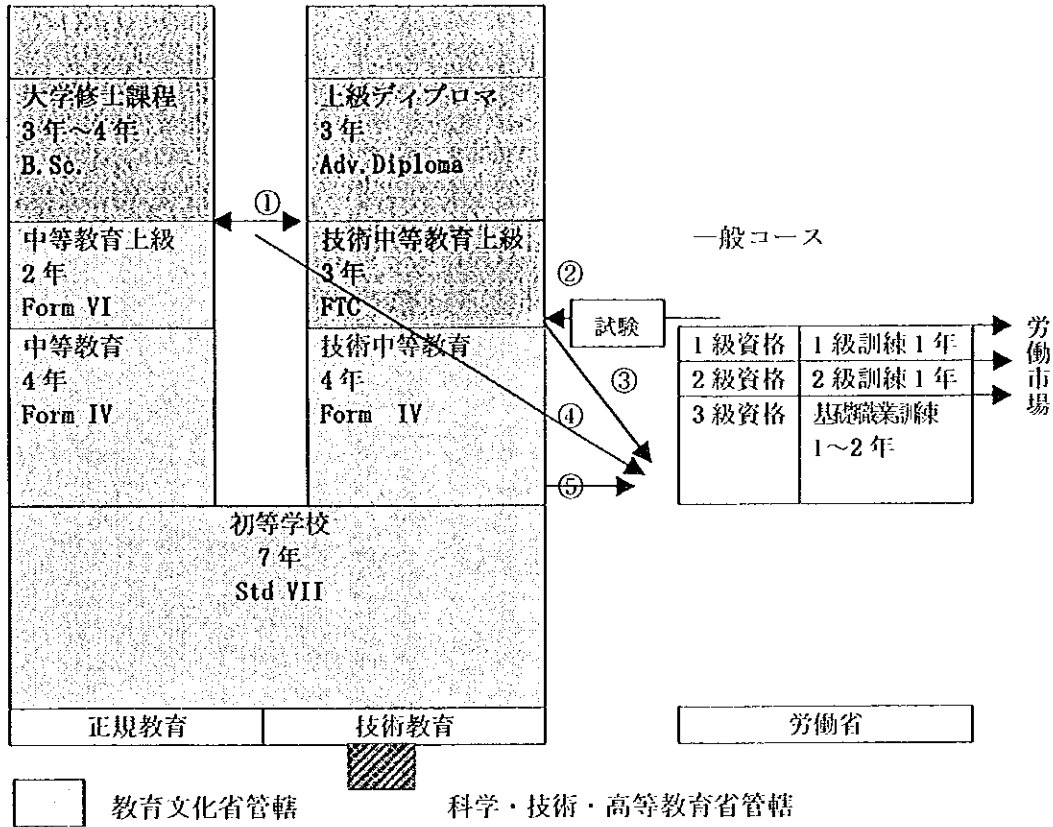 大学修士課程
3年～4年
B.Sc.
上級ディプロマ
3年
Adv.Diploma
①
中等教育上級
2年
Form VI
技術中等教育上級
3年
FTC
一般コース
②
試験
中等教育
4年
Form IV
技術中等教育
4年
Form IV
③
④
⑤
1級資格
1級訓練1年
2級資格
2級訓練1年
3級資格
基礎職業訓練
1～2年
労働市場
初等学校
7年
Std VII
正規教育
技術教育
労働省
教育文化省管轄
科学・技術・高等教育省管轄